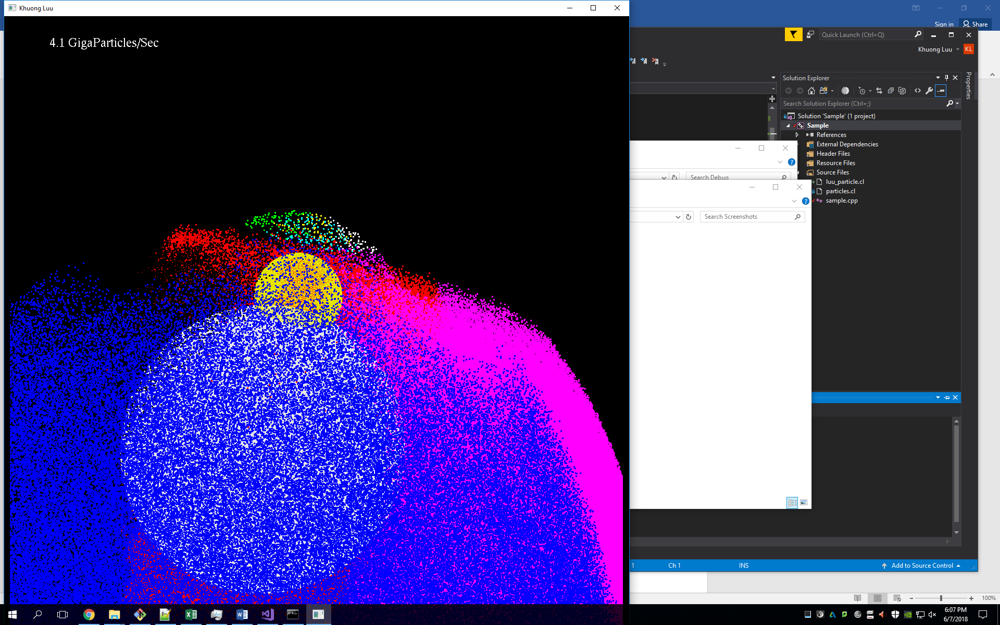 Khuong Luu
4.1 GigaParticles/Sec
Sign in
Share
Quick Launch (Ctrl+Q)
Khuong Luu
KL
Solution Explorer
Properties
Search Solution Explorer (Ctrl+;)
Solution 'Sample' (1 project)
Sample
References
External Dependencies
Header Files
Resource Files
Source Files
luu_particle.cl
particles.cl
sample.cpp
Search Debug
Search Screenshots
1
Ch 1
INS
Add to Source Control
100%
6:07 PM
6/7/2018